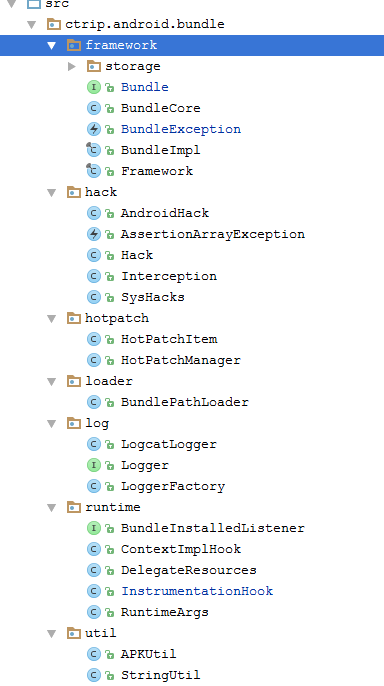 src
ctrip.android.bundle
framework
storage
Bundle
BundleCore
BundleException
BundleImpl
Framework
hack
AndroidHack
AssertionArrayException
Hack
Interception
SysHacks
hotpatch
HotPatchItem
HotPatchManager
loader
BundlePathLoader
log
LogcatLogger
Logger
LoggerFactory
runtime
BundleInstalledListener
ContextImplHook
DelegateResources
InstrumentationHook
RuntimeArgs
util
APKUtil
StringUtil